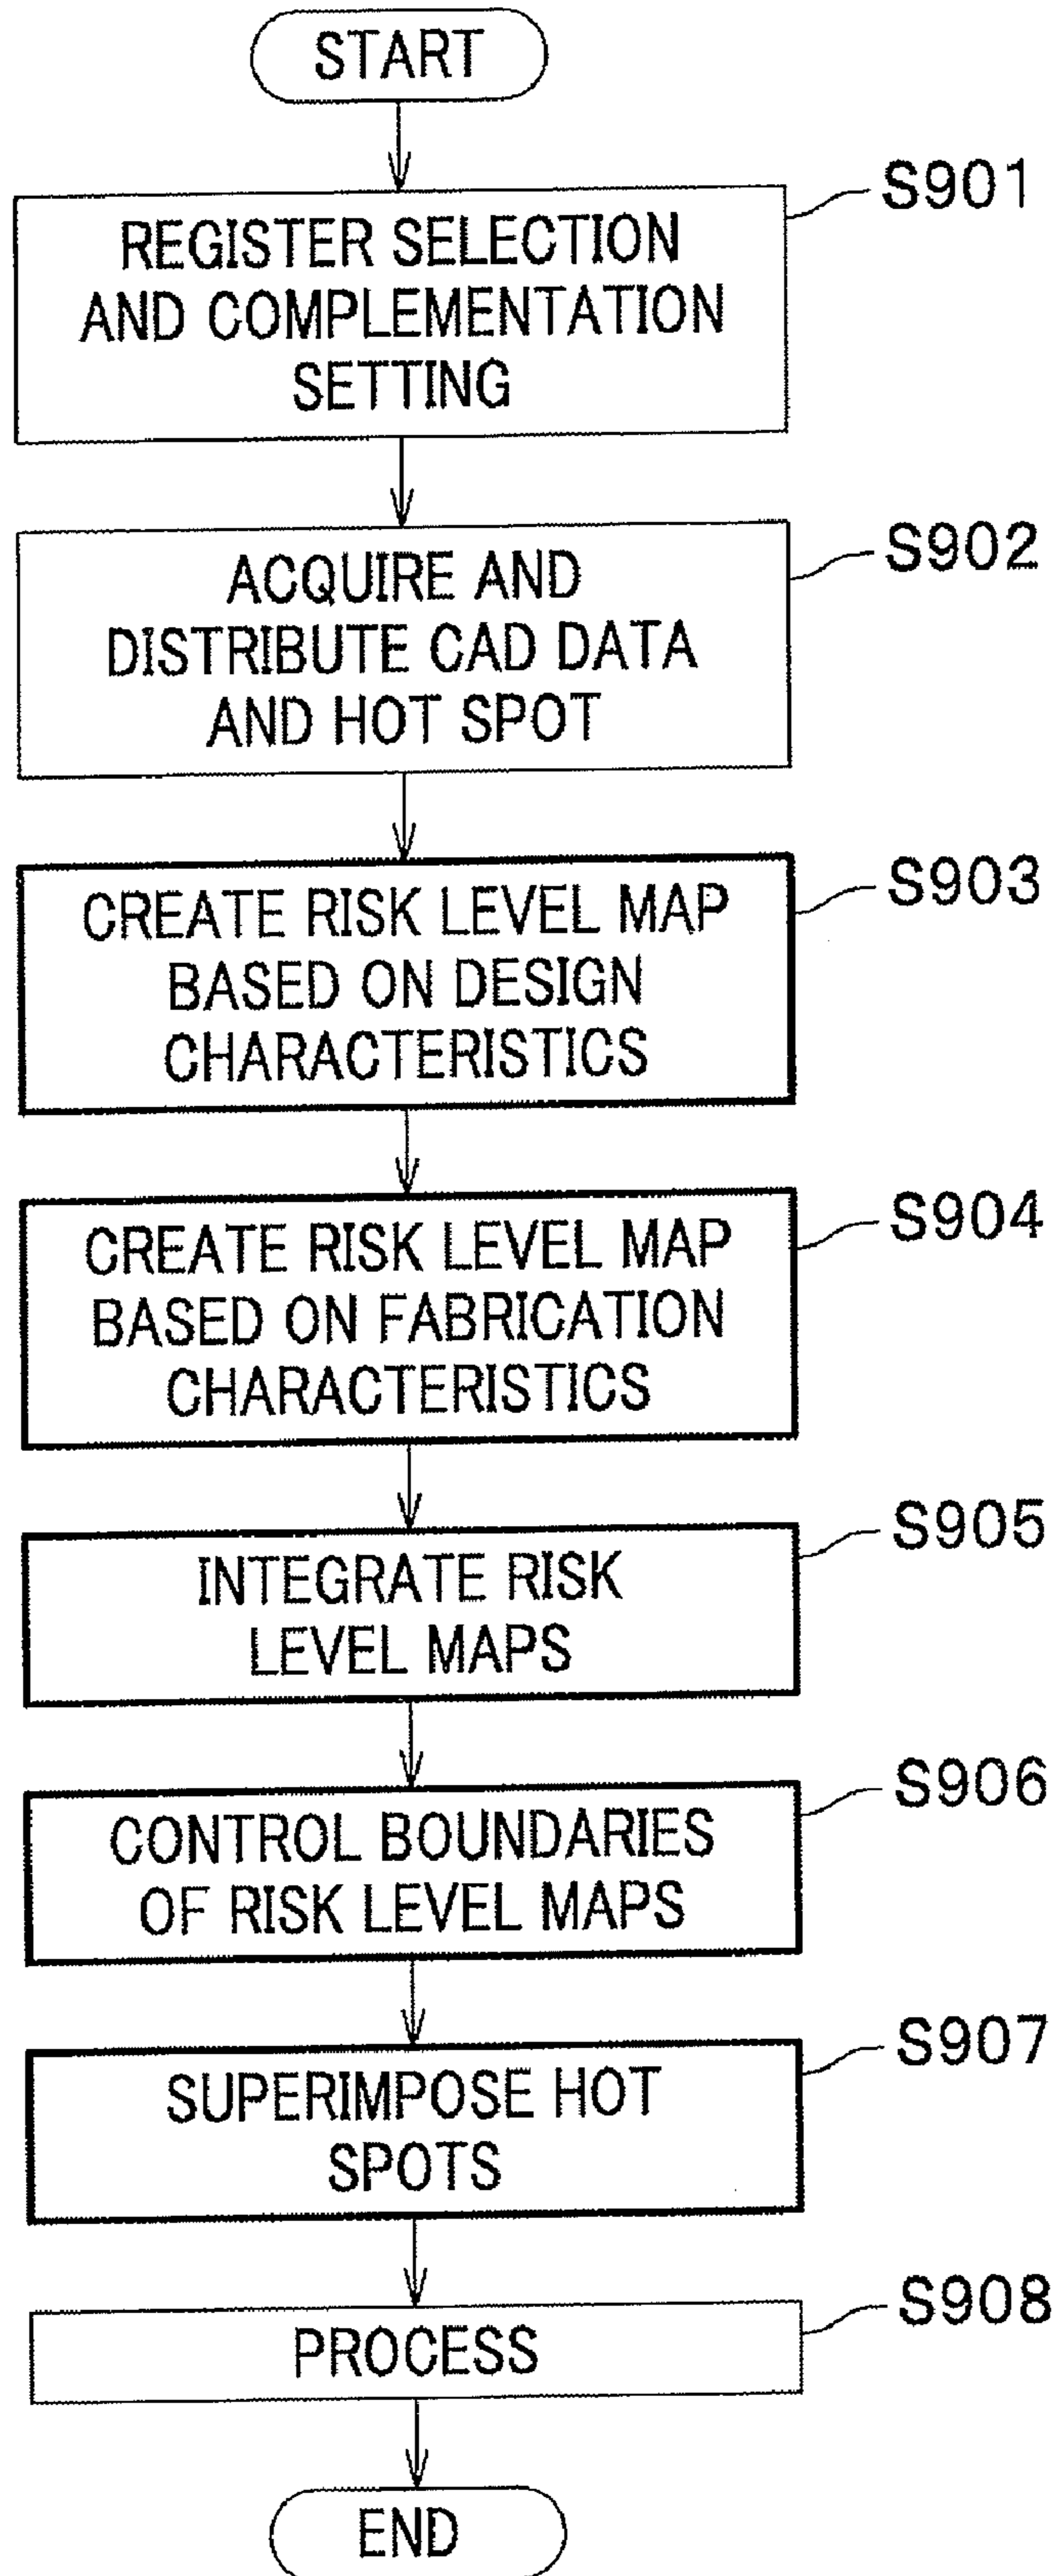 START
S901
REGISTER SELECTION
AND COMPLEMENTATION
SETTING
S902
ACQUIRE AND
DISTRIBUTE CAD DATA
AND HOT SPOT
S903
CREATE RISK LEVEL MAP
BASED ON DESIGN
CHARACTERISTICS
S904
CREATE RISK LEVEL MAP
BASED ON FABRICATION
CHARACTERISTICS
S905
INTEGRATE RISK
LEVEL MAPS
S906
CONTROL BOUNDARIES
OF RISK LEVEL MAPS
S907
SUPERIMPOSE HOT
SPOTS
S908
PROCESS
END